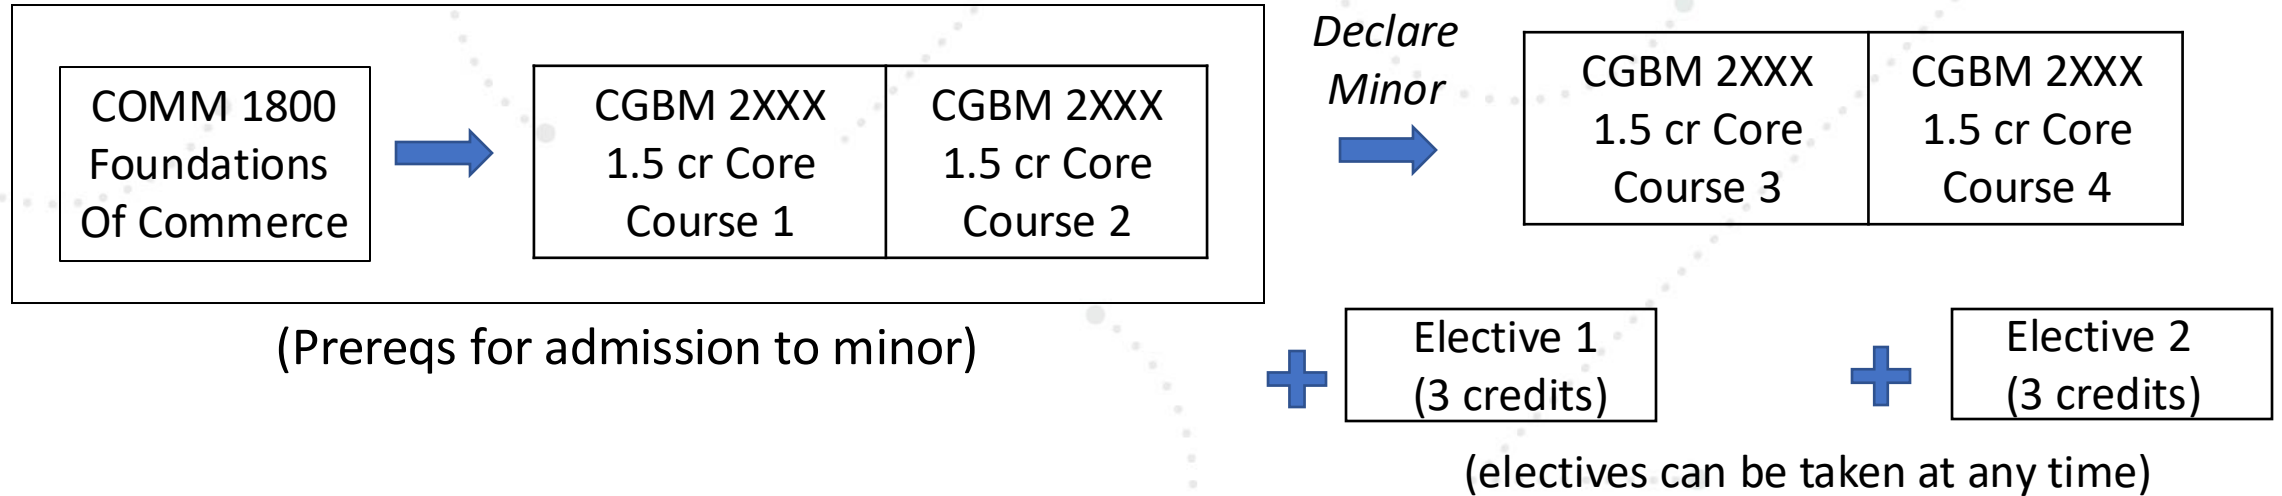 COMM 1800
Foundations
Of Commerce
CGBM 2XXX
1.5 cr Core
Course 1
CGBM 2XXX
1.5 cr Core
Course 2
(Prereqs for admission to minor)
Declare
Minor
CGBM 2XXX
1.5 cr Core
Course 3
CGBM 2XXX
1.5 cr Core
Course 4
Elective 1
(3 credits)
Elective 2
(3 credits)
(electives can be taken at any time)